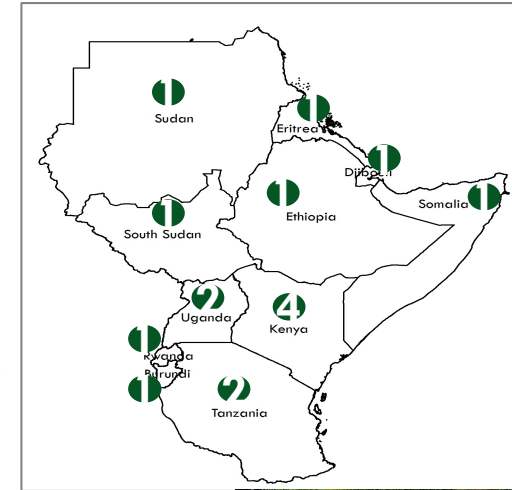 1
Sudan
1
Eritrea
1
Djibouti
1
Ethiopia
1
Somalia
1
South Sudan
2
Uganda
4
Kenya
1
Rwanda
Burundi
1
2
Tanzania